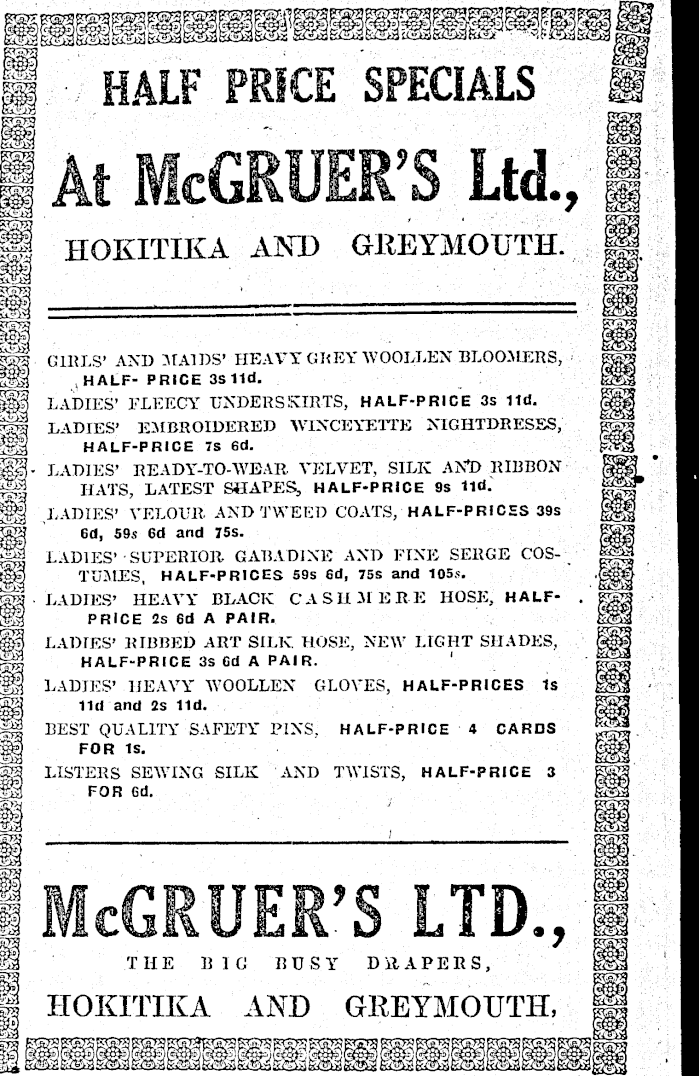 HALF PRICE SPECIALS
At McGRUER'S Ltd.,
HOKITIKA AND GREYMOUTH.
GIRLS' AND MAIDS' HEAVY GREY WOOLLEN BLOOMERS,
HALF- PRICE 3s 11d.
LADIES' FLEECY UNDERSKIRTS, HALF-PRICE 3s 11d.
LADIES' EMBROIDERED WINCEYETTE NIGHTDRESES,
HALF-PRICE 7s 6d.
LADIES' READY-TO-WEAR VELVET, SILK AND RIBBON
HATS, LATEST SHAPES, HALF-PRICE 9s 11d.
LADIES' VELOUR AND TWEED COATS, HALF-PRICES 39s
6d, 59s 6d and 75s.
LADIES' SUPERIOR GABADINE AND FINE SERGE COS-
TUMES, HALF-PRICES 59s 6d, 75s and 105s.
LADIES' HEAVY BLACK CASHMERE HOSE, HALF-
PRICE 2s 6d A PAIR.
LADIES' RIBBED ART SILK HOSE, NEW LIGHT SHADES,
HALF-PRICE 3s 6d A PAIR.
LADIES' HEAVY WOOLLEN GLOVES, HALF-PRICES 1s
11d and 2s 11d.
BEST QUALITY SAFETY PINS, HALF-PRICE 4 CARDS
FOR 1s.
LISTERS SEWING SILK AND TWISTS, HALF-PRICE 3
FOR 6d.
McGRUER'S LTD.,
THE BIG BUSY DRAPERS,
HOKITIKA AND GREYMOUTH,